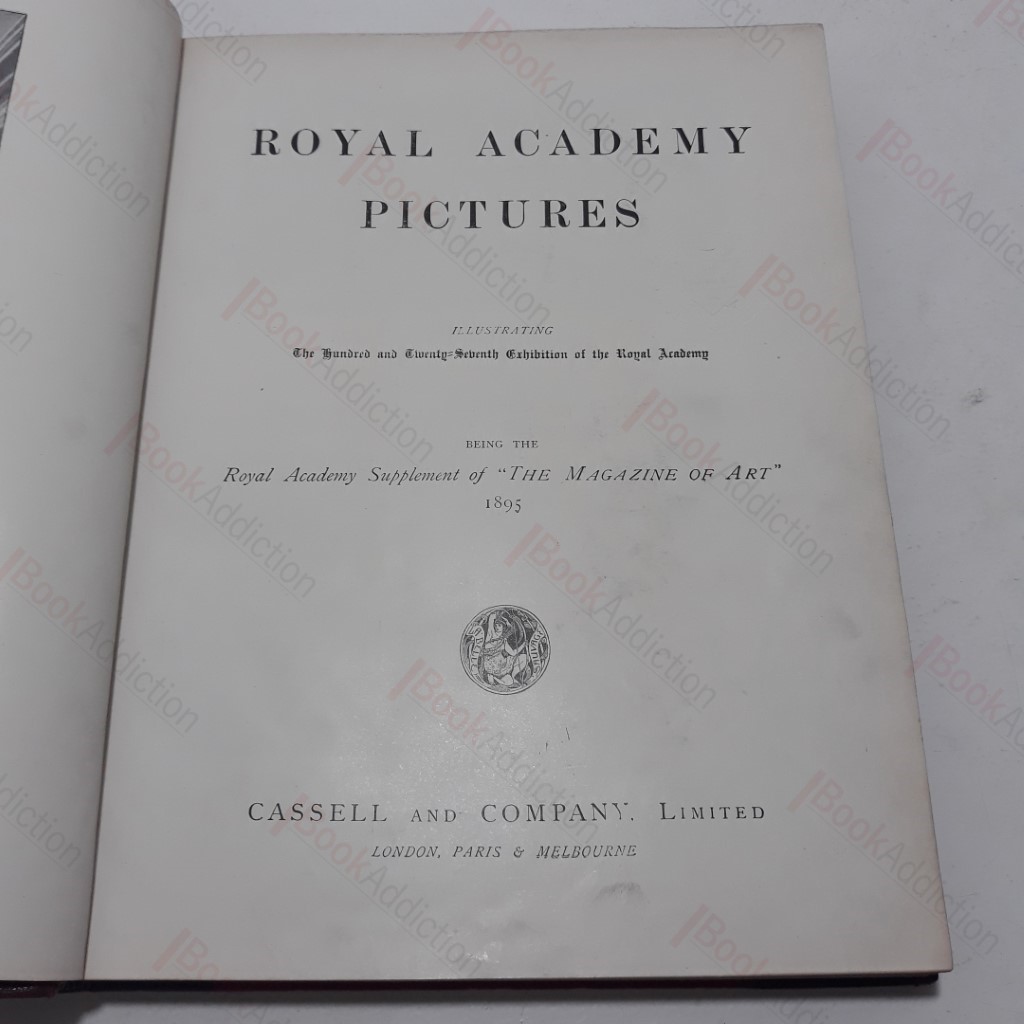 ROYAL ACADEMY
PICTURES
ILLUSTRATING
The Hundred and Twenty-Seventh Exhibition of the Royal Academy
BEING THE
Royal Academy Supplement of "THE MAGAZINE OF ART"
1895
CASSELL AND COMPANY, LIMITED
LONDON, PARIS & MELBOURNE
BookAddiction